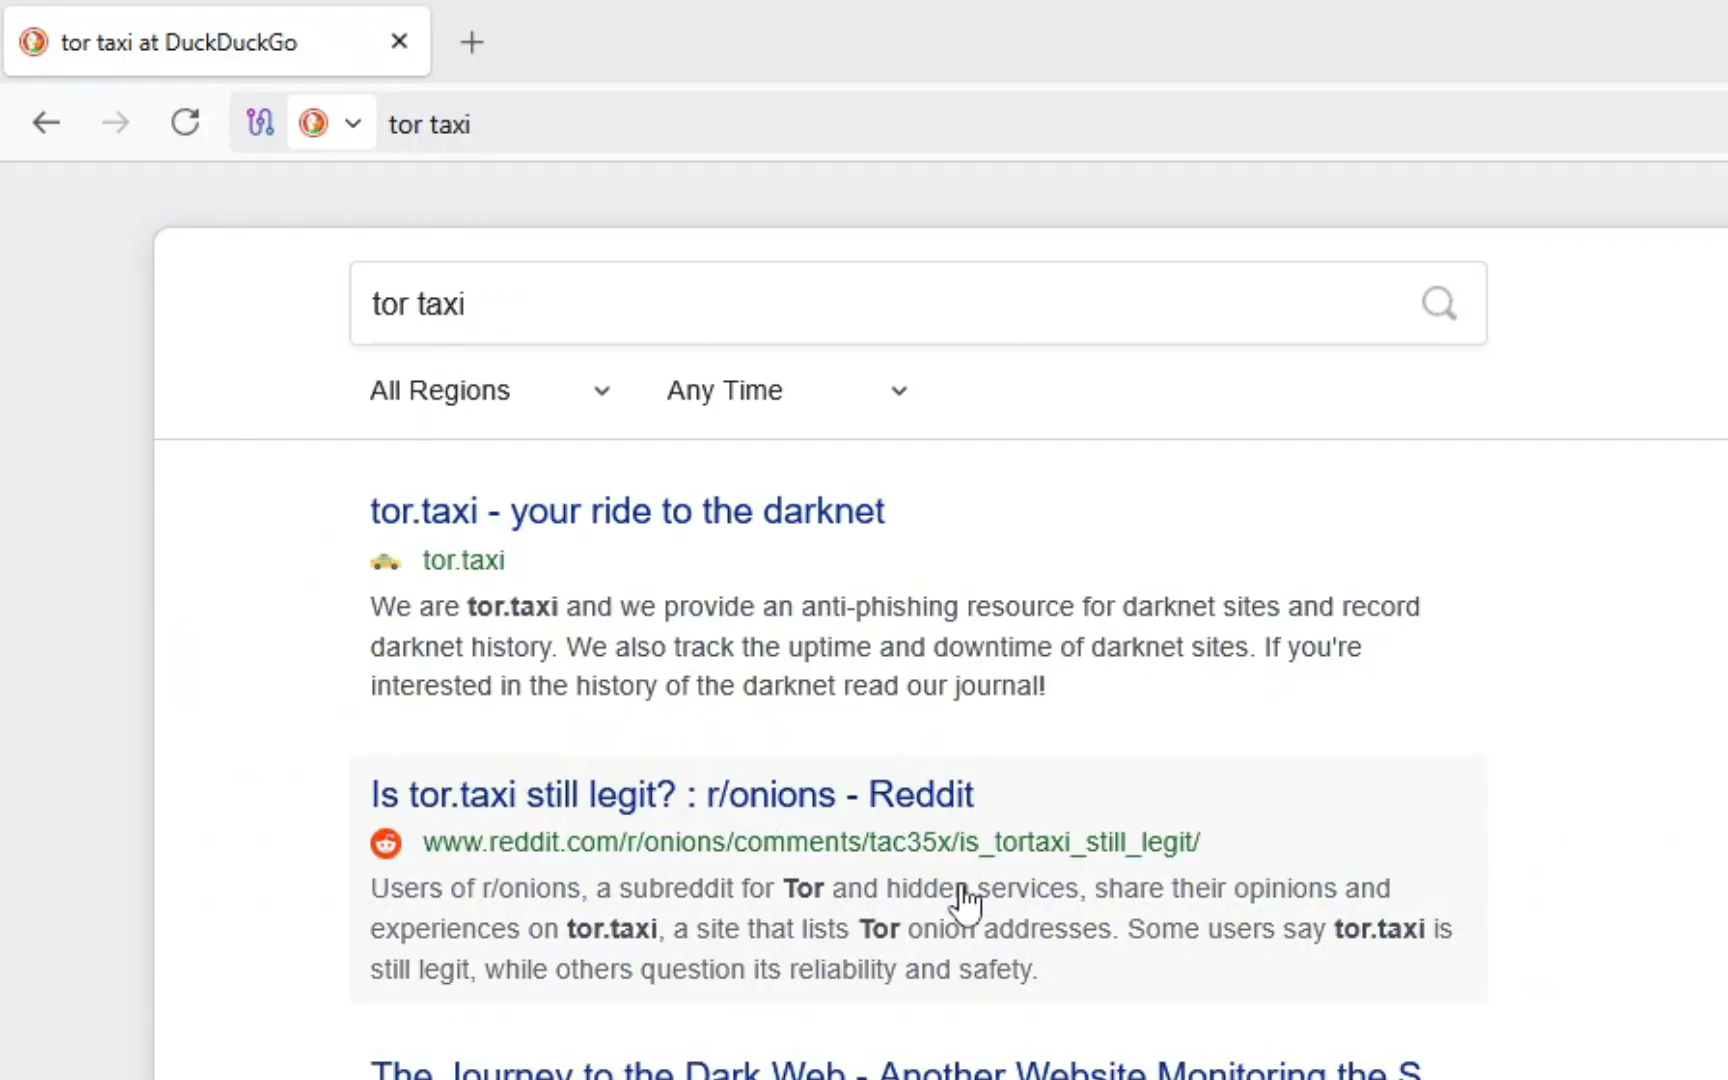 tor taxi at DuckDuckGo
tor taxi
tor taxi
All Regions Any Time
tor.taxi - your ride to the darknet
tor.taxi
We are tor.taxi and we provide an anti-phishing resource for darknet sites and record
darknet history. We also track the uptime and downtime of darknet sites. If you're
interested in the history of the darknet read our journal!
Is tor.taxi still legit? : r/onions - Reddit
www.reddit.com/r/onions/comments/tac35x/is_tortaxi_still_legit/
Users of r/onions, a subreddit for Tor and hidden services, share their opinions and
experiences on tor.taxi, a site that lists Tor onion addresses. Some users say tor.taxi is
still legit, while others question its reliability and safety.
The Journey to the Dark Web - Another Website Monitoring the S